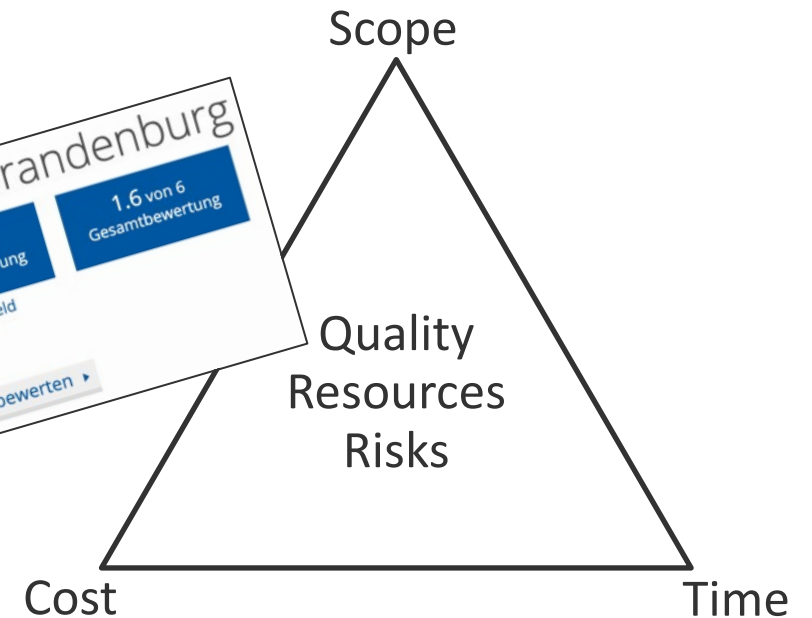 Scope
randenburg
1.6 von 6
Gesamtbewertung
ung
eld
bewerten
Quality
Resources
Risks
Cost
Time